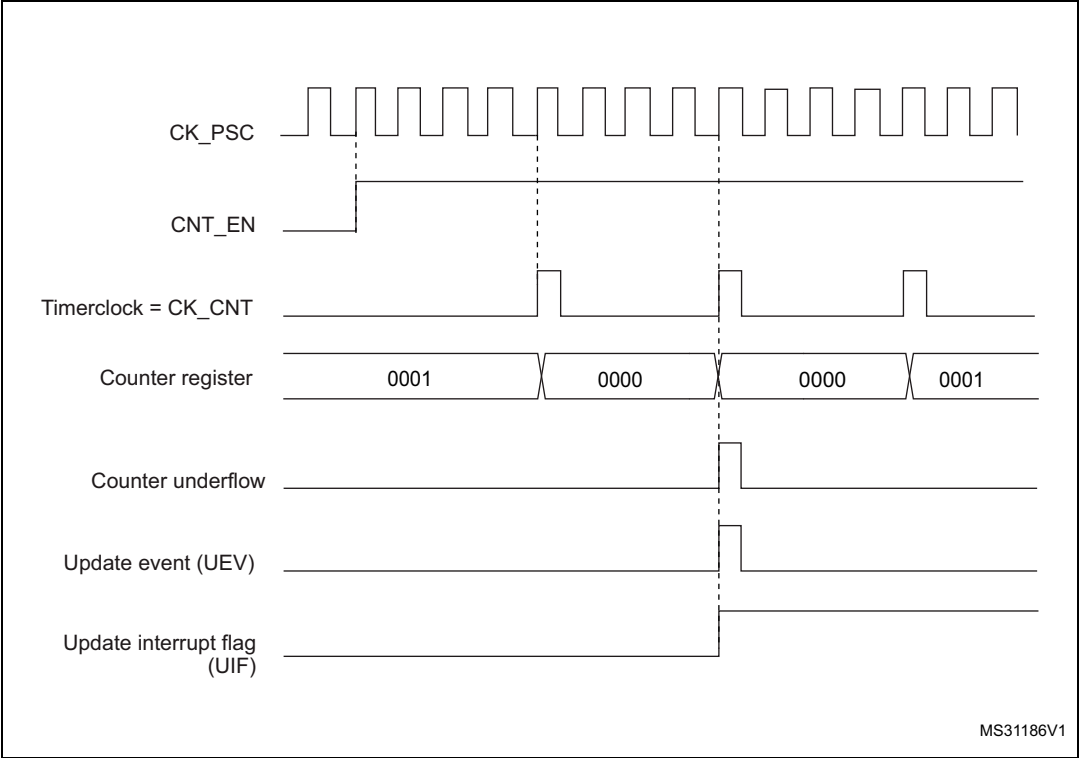 CK_PSC
CNT_EN
Timerclock = CK_CNT
Counter register
0001
0000
0000
0001
Counter underflow
Update event (UEV)
Update interrupt flag
(UIF)
MS31186V1